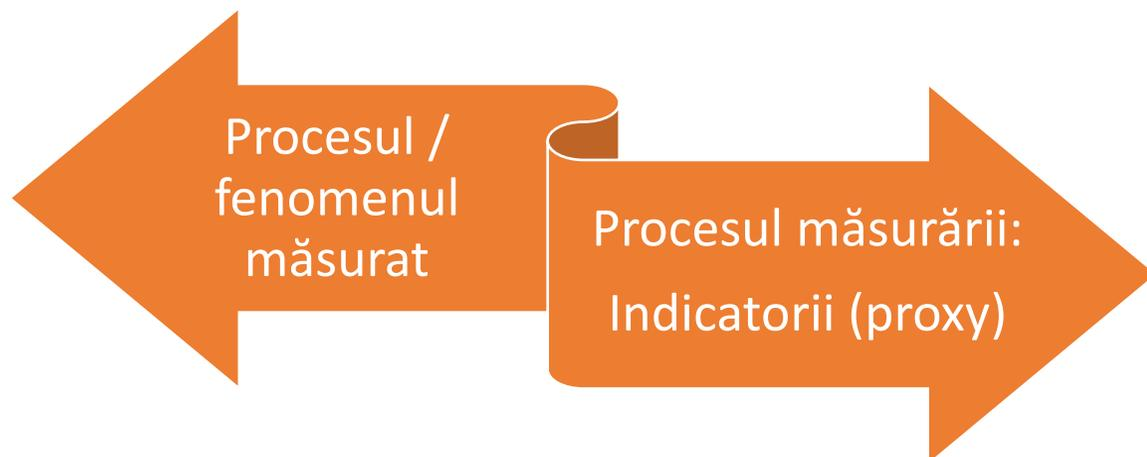 Procesul /
fenomenul
măsurat
Procesul măsurării:
Indicatorii (proxy)